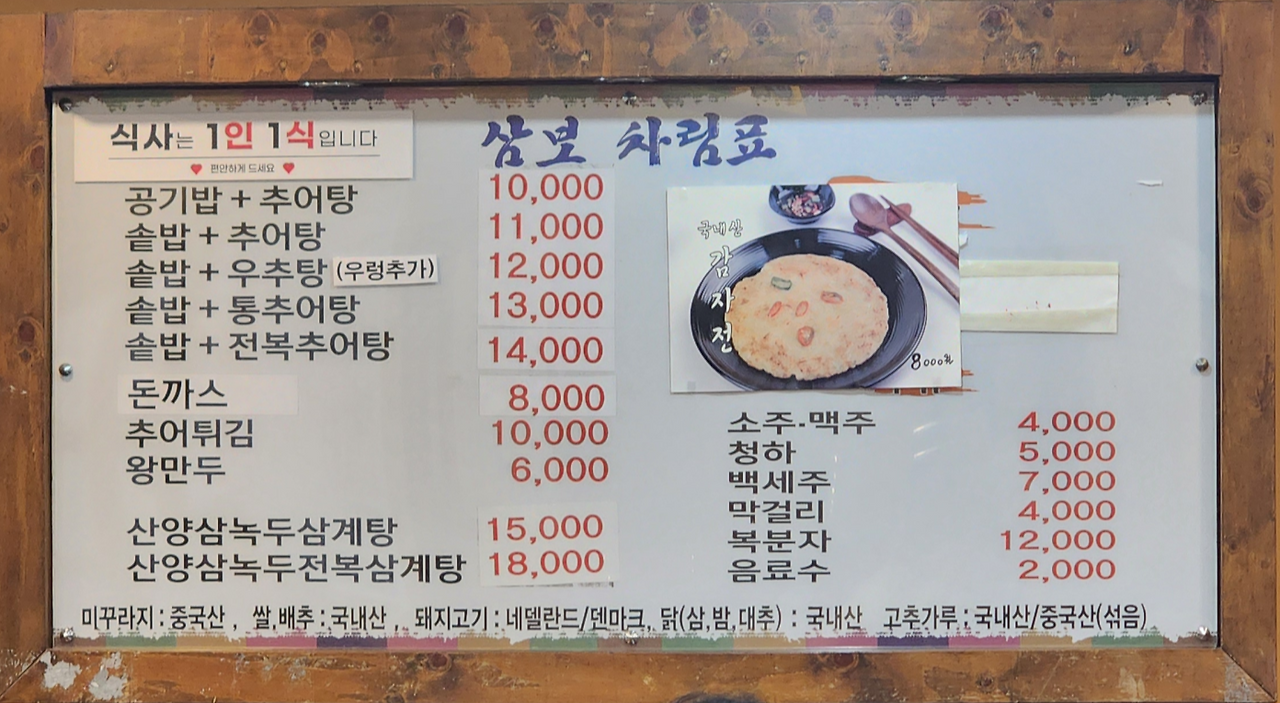 식사는 1인 1식입니다
편안하게 드세요
삼보 차림표
공기밥 + 추어탕 10,000
솥밥 + 추어탕 11,000
솥밥 + 우추탕 (우렁추가) 12,000
솥밥 + 통추어탕 13,000
솥밥 + 전복추어탕 14,000
돈까스 8,000
추어튀김 10,000
왕만두 6,000
산양삼녹두삼계탕 15,000
산양삼녹두전복삼계탕 18,000
국내산
감자전
8000원
소주·맥주 4,000
청하 5,000
백세주 7,000
막걸리 4,000
복분자 12,000
음료수 2,000
미꾸라지 : 중국산 , 쌀,배추 : 국내산 , 돼지고기 : 네델란드/덴마크, 닭(삼,밤,대추) : 국내산 고추가루 : 국내산/중국산(섞음)